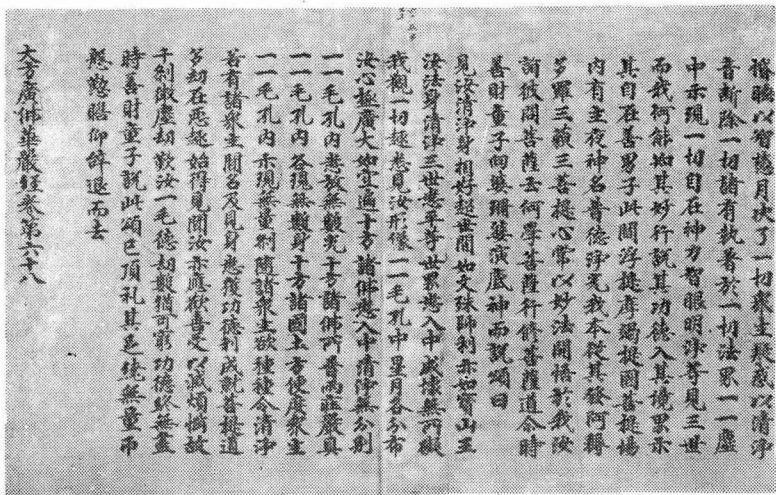 以智慧月決了一切眾生疑惑以清淨
音斷除一切諸有執著於一切法界一一塵
中示現一切自在神力智眼明淨等見三世
而我何能知其妙行說其功德入其境界示
其自在善男子此閻浮提摩竭提國菩提場
內有主夜神名普德淨光我本從其發阿耨
多羅三藐三菩提心常以妙法開悟於我汝
詣彼問菩薩云何學菩薩行修菩薩道尒時
善財童子向婆珊婆演底神而說頌曰
見汝清淨身相好超世間如文殊師利亦如寶山王
汝法身清淨三世悉平等世界悉入中成壞無所礙
我觀一切趣悉見汝形像一一毛孔中星月各分布
汝心極廣大如空遍十方諸佛悉入中清淨無分別
一一毛孔內悉放無數光十方諸佛所普雨莊嚴具
一一毛孔內各現無數身十方諸國土方便度眾生
一一毛孔內示現無量刹隨諸眾生欲種種令清淨
若有諸眾生聞名及見身悉獲功德利成就菩提道
多劫在惡趣始得見聞汝亦應歡喜受以滅煩惱故
千刹微塵劫歎汝一毛德劫數猶可窮功德終無盡
時善財童子說此頌已頂礼其足繞無量帀
慇懃瞻仰辞退而去
大方廣佛華嚴經卷第六十八